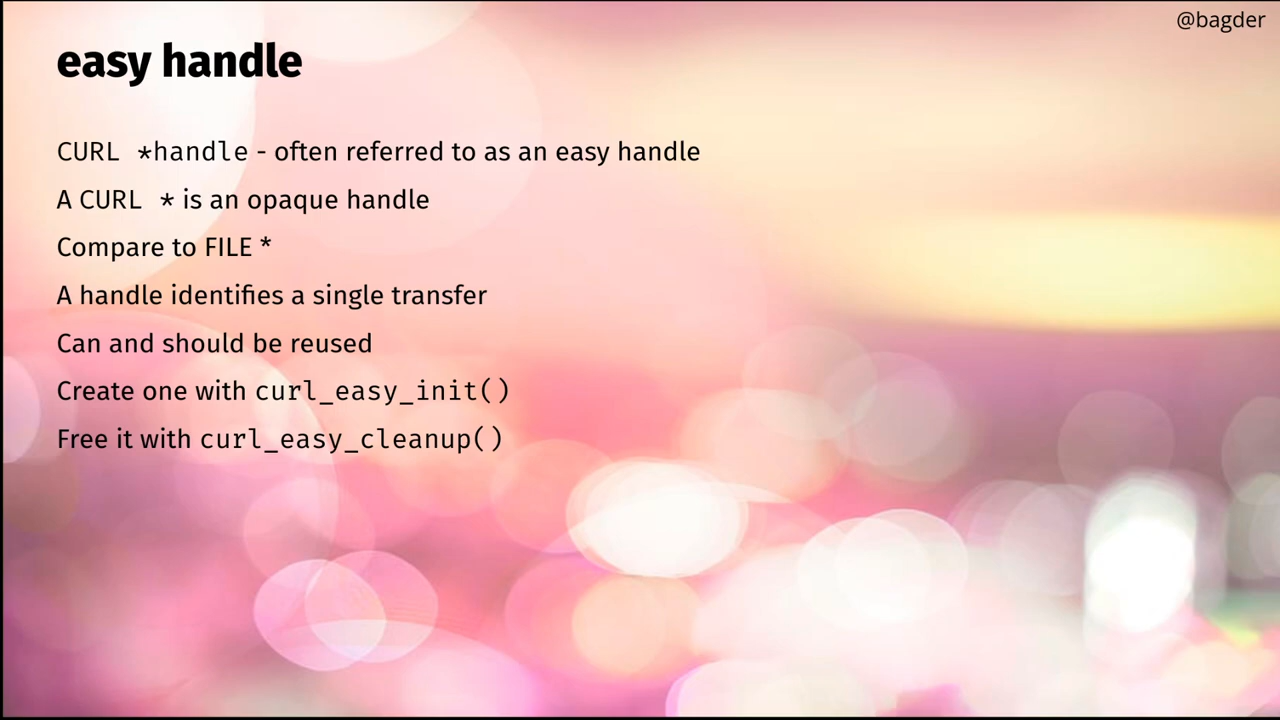 @bagder
easy handle
CURL *handle - often referred to as an easy handle
A CURL * is an opaque handle
Compare to FILE *
A handle identifies a single transfer
Can and should be reused
Create one with curl_easy_init()
Free it with curl_easy_cleanup()